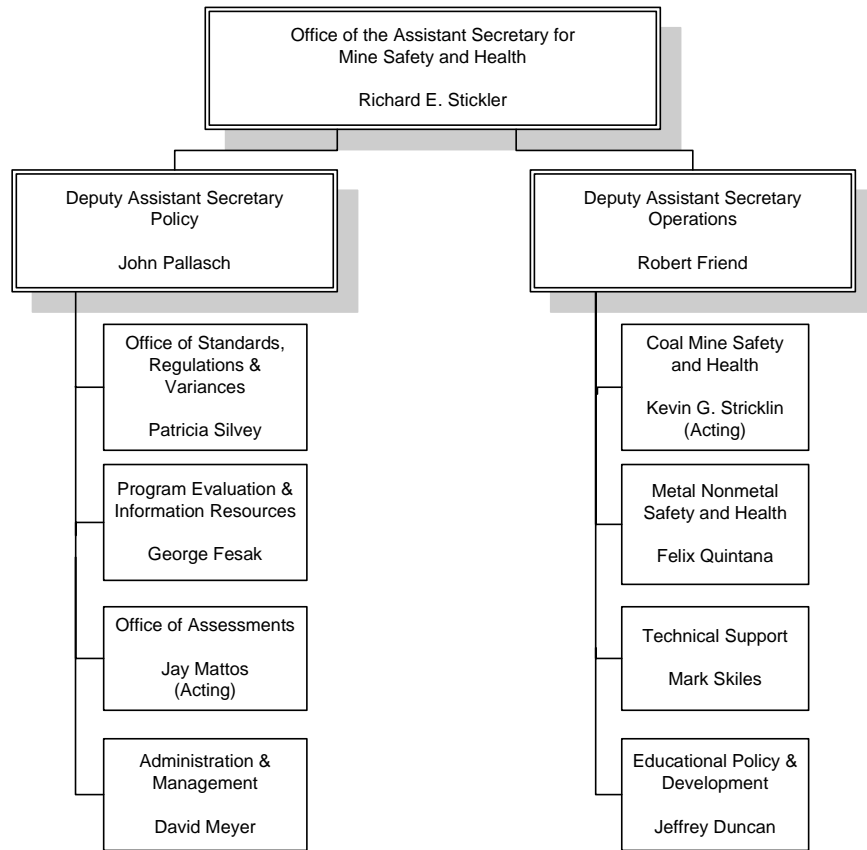 Office of the Assistant Secretary for
Mine Safety and Health
Richard E. Stickler
Deputy Assistant Secretary
Policy
John Pallasch
Deputy Assistant Secretary
Operations
Robert Friend
Office of Standards,
Regulations &
Variances
Patricia Silvey
Coal Mine Safety
and Health
Kevin G. Stricklin
(Acting)
Program Evaluation &
Information Resources
George Fesak
Metal Nonmetal
Safety and Health
Felix Quintana
Office of Assessments
Jay Mattos
(Acting)
Technical Support
Mark Skiles
Administration &
Management
David Meyer
Educational Policy &
Development
Jeffrey Duncan